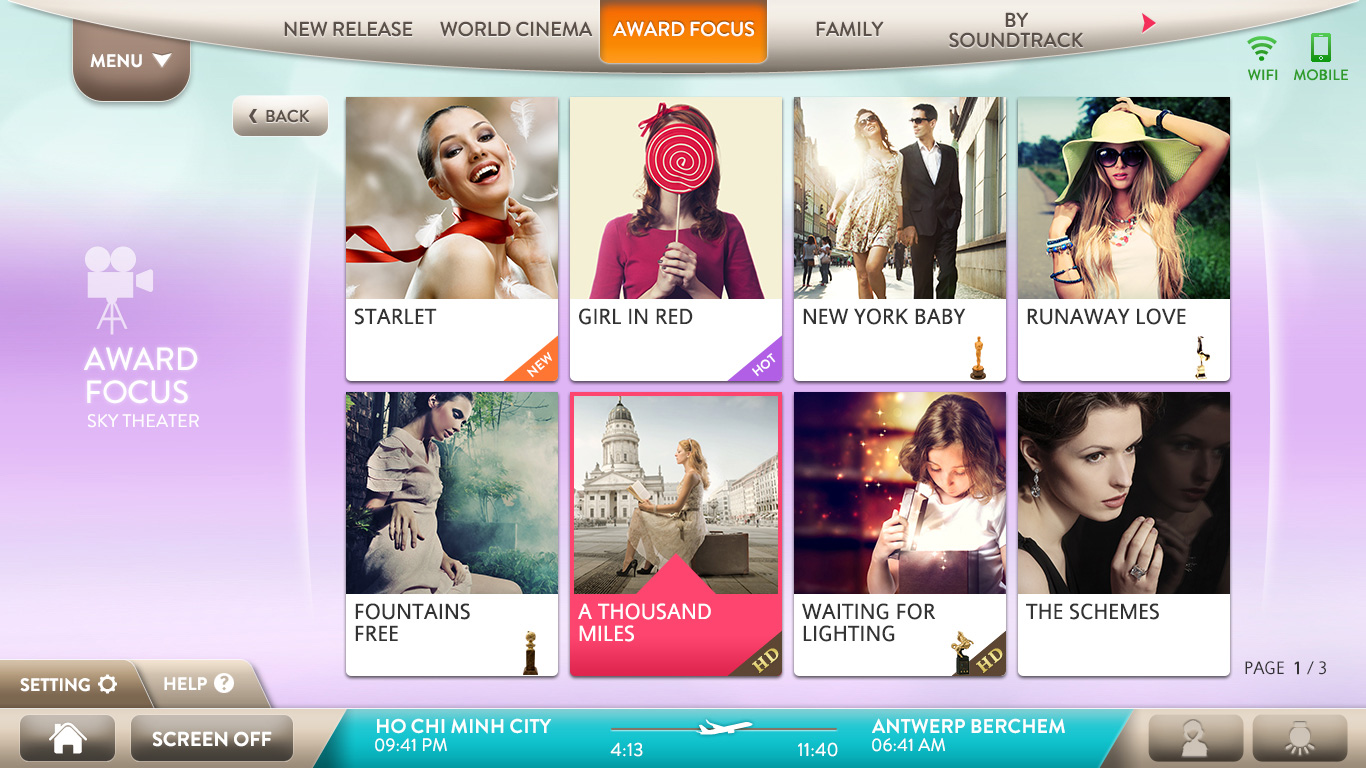 NEW RELEASE
WORLD CINEMA
AWARD FOCUS
FAMILY
BY
SOUNDTRACK
MENU
WIFI
MOBILE
BACK
STARLET
NEW
GIRL IN RED
HOT
NEW YORK BABY
RUNAWAY LOVE
AWARD
FOCUS
SKY THEATER
FOUNTAINS
FREE
A THOUSAND
MILES
HD
WAITING FOR
LIGHTING
HD
THE SCHEMES
PAGE 1 / 3
SETTING
HELP ?
SCREEN OFF
HO CHI MINH CITY
09:41 PM
4:13
11:40
ANTWERP BERCHEM
06:41 AM